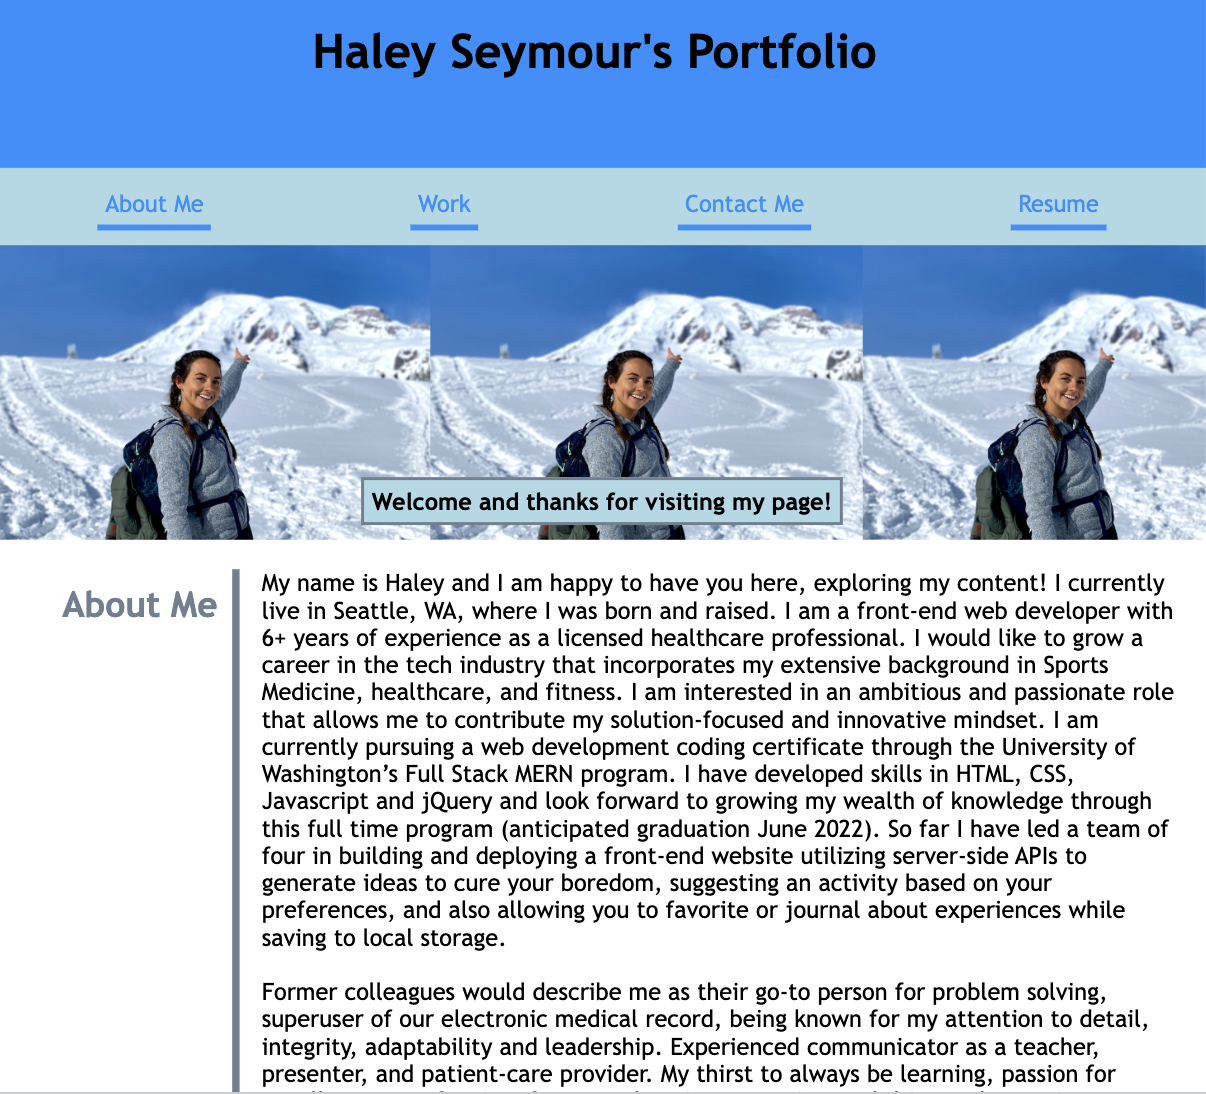 Haley Seymour's Portfolio
About Me
Work
Contact Me
Resume
Welcome and thanks for visiting my page!
About Me
My name is Haley and I am happy to have you here, exploring my content! I currently
live in Seattle, WA, where I was born and raised. I am a front-end web developer with
6+ years of experience as a licensed healthcare professional. I would like to grow a
career in the tech industry that incorporates my extensive background in Sports
Medicine, healthcare, and fitness. I am interested in an ambitious and passionate role
that allows me to contribute my solution-focused and innovative mindset. I am
currently pursuing a web development coding certificate through the University of
Washington’s Full Stack MERN program. I have developed skills in HTML, CSS,
Javascript and jQuery and look forward to growing my wealth of knowledge through
this full time program (anticipated graduation June 2022). So far I have led a team of
four in building and deploying a front-end website utilizing server-side APIs to
generate ideas to cure your boredom, suggesting an activity based on your
preferences, and also allowing you to favorite or journal about experiences while
saving to local storage.
Former colleagues would describe me as their go-to person for problem solving,
superuser of our electronic medical record, being known for my attention to detail,
integrity, adaptability and leadership. Experienced communicator as a teacher,
presenter, and patient-care provider. My thirst to always be learning, passion for